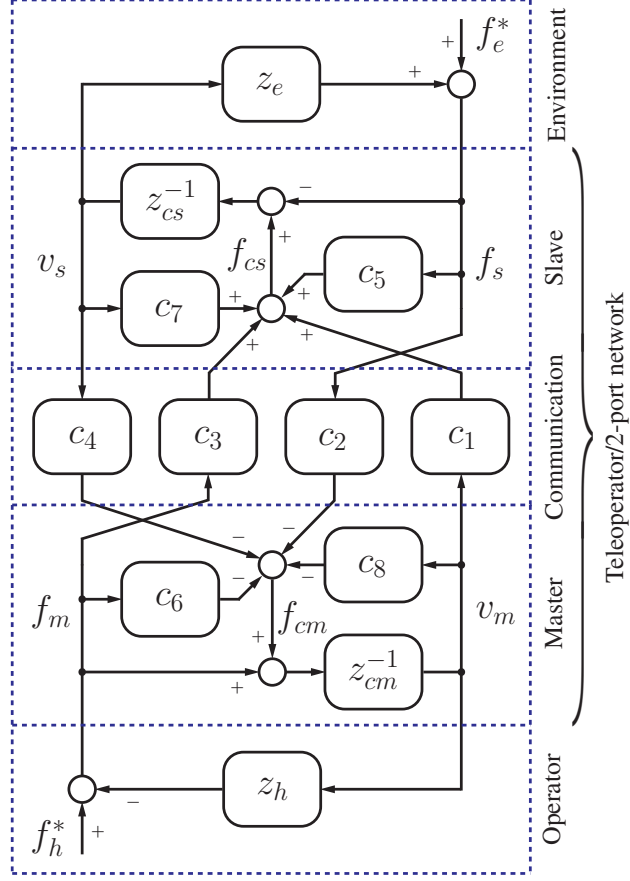 + f_e^*
z_e +
Environment
z_{cs}^{-1} −
+
v_s f_{cs} c_5 f_s
c_7 + +
+ +
Slave
c_4 c_3 c_2 c_1
Communication
− −
c_8
− −
f_m c_6 f_{cm} v_m
+
+ z_{cm}^{-1}
Master
Teleoperator/2-port network
− z_h
f_h^* +
Operator